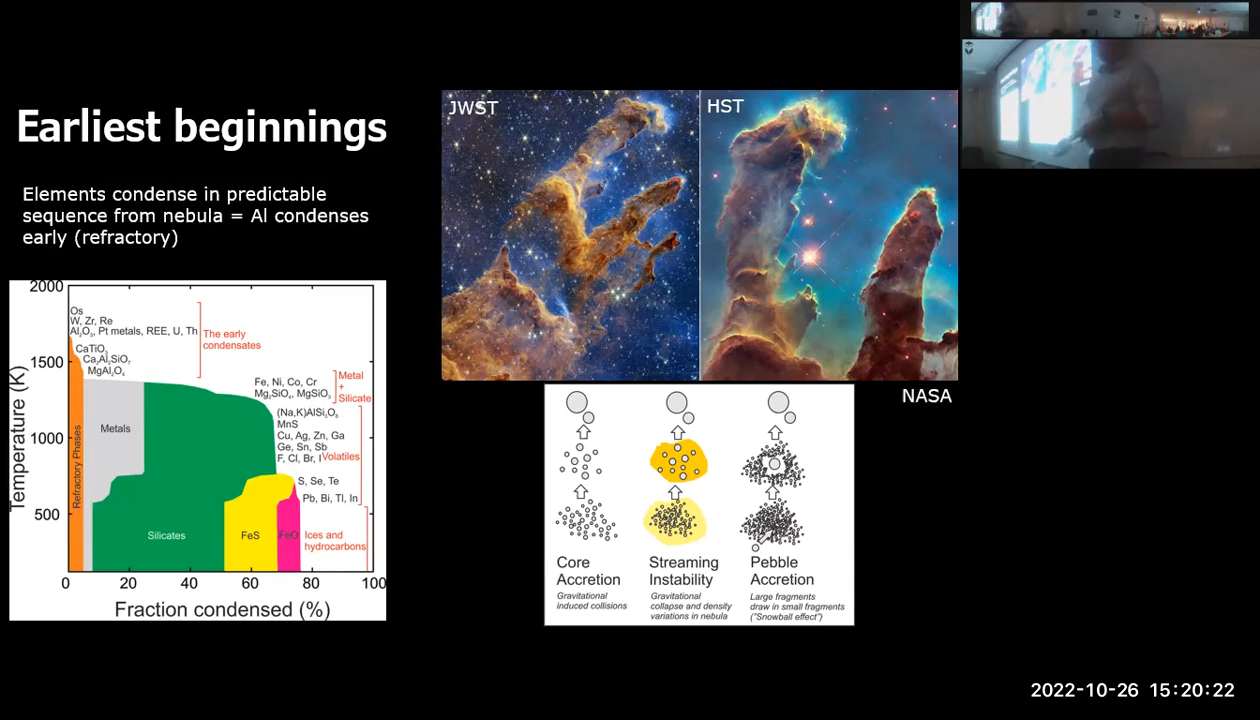 Earliest beginnings
Elements condense in predictable
sequence from nebula = Al condenses
early (refractory)
JWST
HST
NASA
2000
1500
1000
500
Temperature (K)
0
20
40
60
80
100
Fraction condensed (%)
Os
W, Zr, Re
Al₂O₃, Pt metals, REE, U, Th
CaTiO₃
Ca₂Al₂SiO₇
MgAl₂O₄
The early
condensates
Fe, Ni, Co, Cr
Mg₂SiO₄, MgSiO₃
Metal
+
Silicate
(Na,K)AlSi₃O₈
MnS
Cu, Ag, Zn, Ga
Ge, Sn, Sb
F, Cl, Br, I
Volatiles
S, Se, Te
Pb, Bi, Tl, In
Ices and
hydrocarbons
Refractory Phases
Metals
Silicates
FeS
FeO
Core
Accretion
Gravitational
induced collisions
Streaming
Instability
Gravitational
collapse and density
variations in nebula
Pebble
Accretion
Large fragments
draw in small fragments
("Snowball effect")
2022-10-26 15:20:22